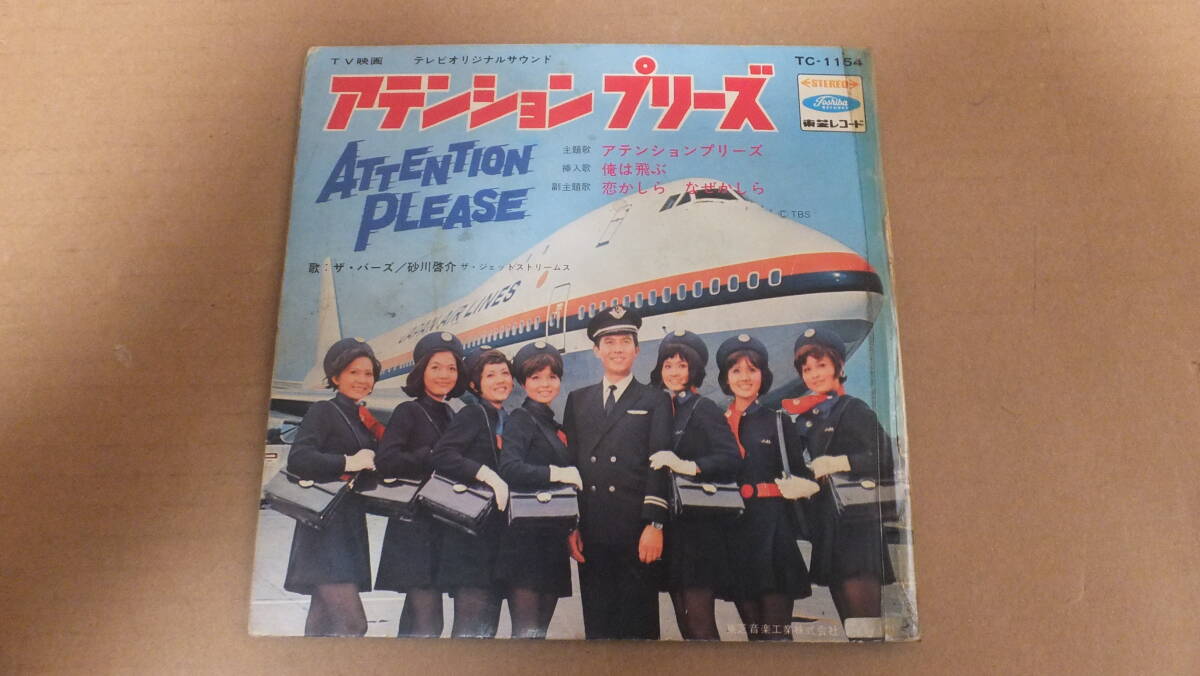 TV映画 テレビオリジナルサウンド
TC-1154
アテンションプリーズ
STEREO
Toshiba
RECORDS
東芝レコード
ATTENTION
PLEASE
主題歌 アテンションプリーズ
挿入歌 俺は飛ぶ
副主題歌 恋かしら なぜかしら
© TBS
歌:ザ・バーズ/砂川啓介 ザ・ジェットストリームス
JAPAN AIR LINES
東芝音楽工業株式会社